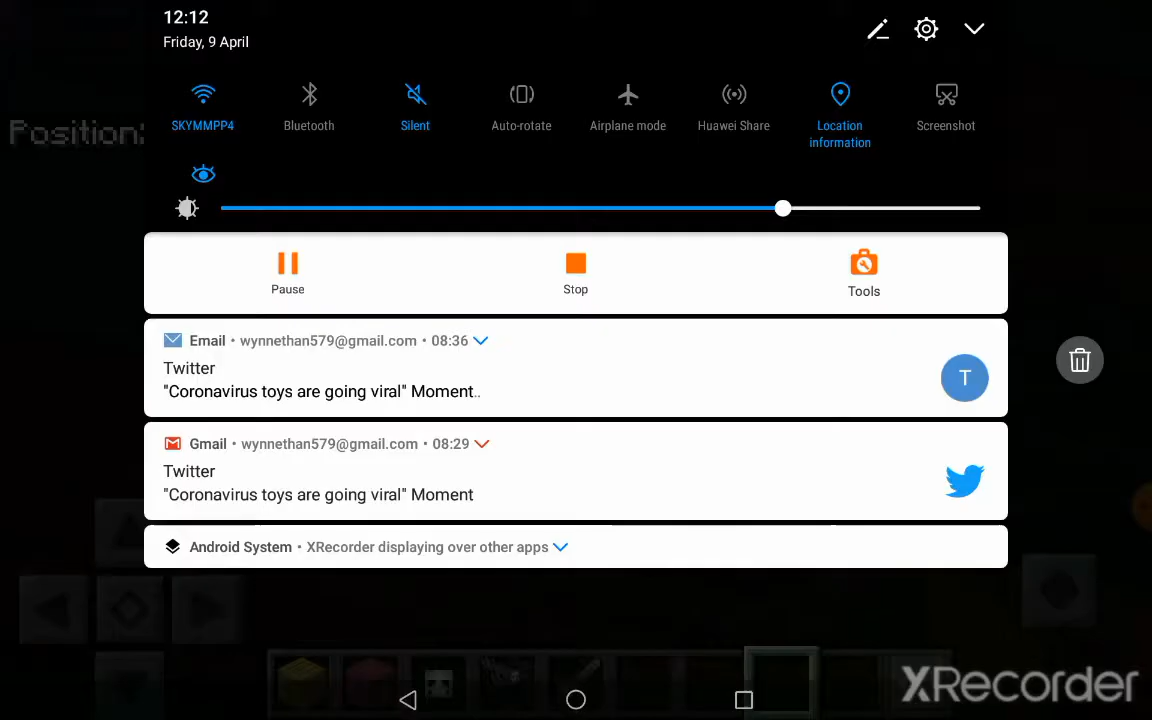 12:12
Friday, 9 April
Position:
SKYMMPP4
Bluetooth
Silent
Auto-rotate
Airplane mode
Huawei Share
Location
information
Screenshot
Pause
Stop
Tools
Email • wynnethan579@gmail.com • 08:36
Twitter
"Coronavirus toys are going viral" Moment..
T
Gmail • wynnethan579@gmail.com • 08:29
Twitter
"Coronavirus toys are going viral" Moment
Android System • XRecorder displaying over other apps
XRecorder